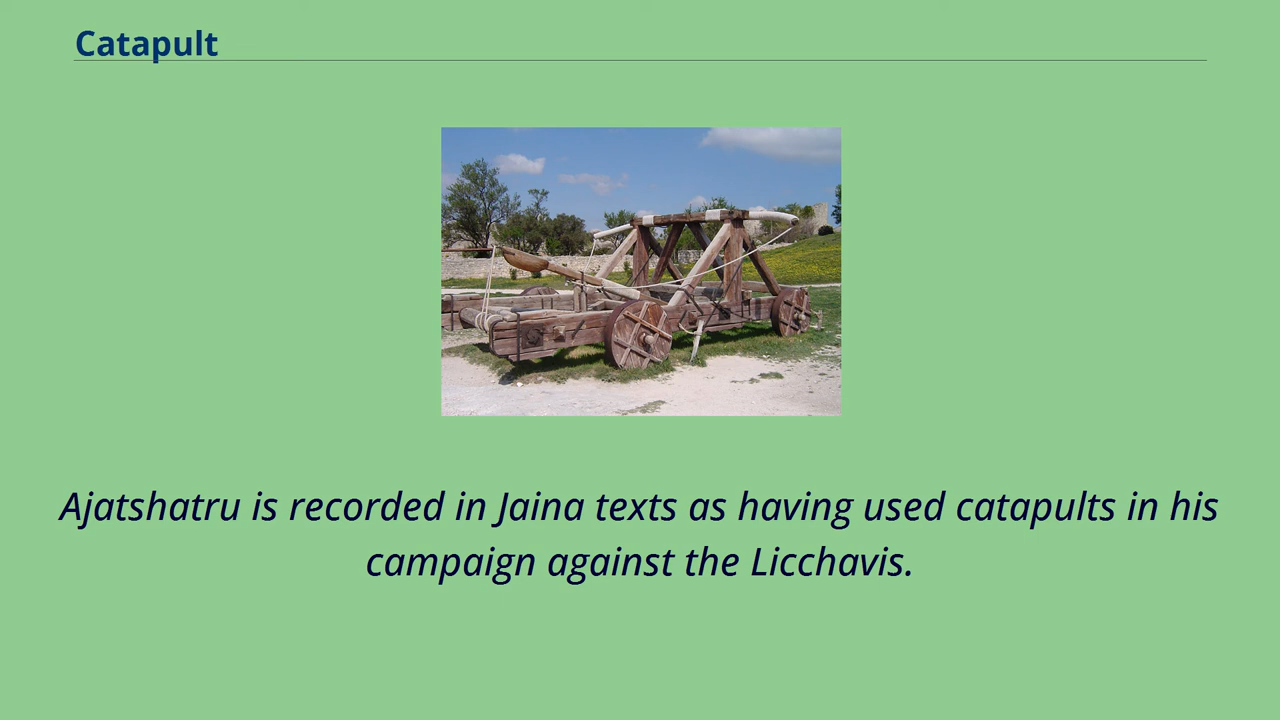 Catapult
Ajatshatru is recorded in Jaina texts as having used catapults in his
campaign against the Licchavis.